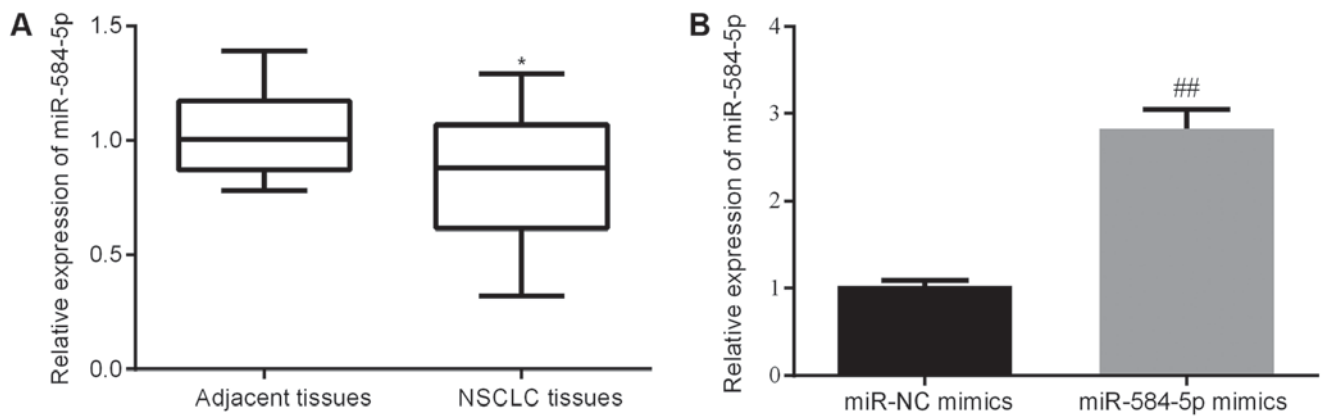 A
Relative expression of miR-584-5p
1.5
1.0
0.5
0.0
*
Adjacent tissues
NSCLC tissues
B
Relative expression of miR-584-5p
4
3
2
1
0
##
miR-NC mimics
miR-584-5p mimics